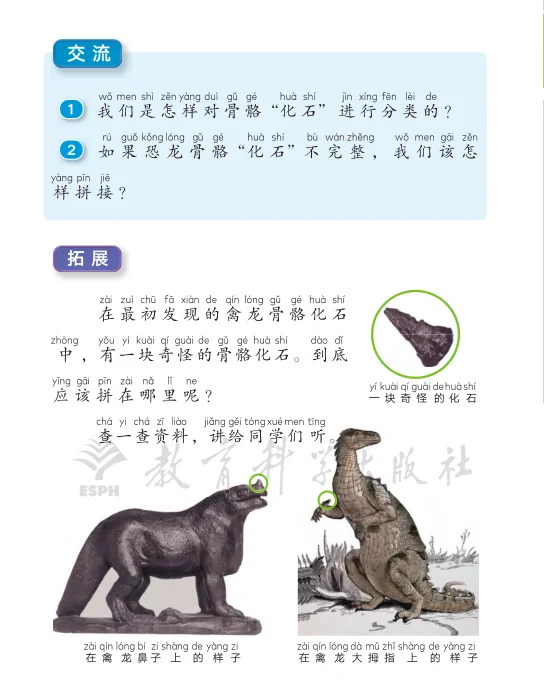 交流
wǒ men shì zěn yàng duì gǔ gé huà shí jìn xíng fēn lèi de
1 我们是怎样对骨骼“化石”进行分类的？
rú guǒ kǒng lóng gǔ gé huà shí bù wán zhěng wǒ men gāi zěn
2 如果恐龙骨骼“化石”不完整，我们该怎
yàng pīn jiē
样拼接？
拓展
zài zuì chū fā xiàn de qín lóng gǔ gé huà shí
在最初发现的禽龙骨骼化石
zhōng yǒu yí kuài qí guài de gǔ gé huà shí dào dǐ
中，有一块奇怪的骨骼化石。到底
yīng gāi pīn zài nǎ lǐ ne
应该拼在哪里呢？
yí kuài qí guài de huà shí
一块奇怪的化石
chá yi chá zī liào jiǎng gěi tóng xué men tīng
查一查资料，讲给同学们听。
ESPH 教育科学出版社
zài qín lóng bí zi shàng de yàng zi
在禽龙鼻子上的样子
zài qín lóng dà mǔ zhǐ shàng de yàng zi
在禽龙大拇指上的样子